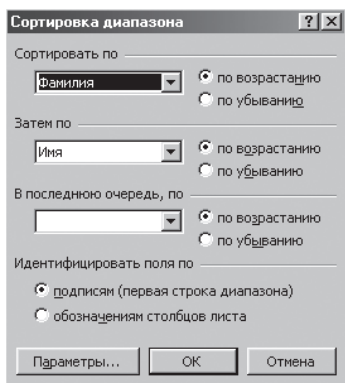 Сортировка диапазона
Сортировать по
Фамилия
по возрастанию
по убыванию
Затем по
Имя
по возрастанию
по убыванию
В последнюю очередь, по
по возрастанию
по убыванию
Идентифицировать поля по
подписям (первая строка диапазона)
обозначениям столбцов листа
Параметры... ОК Отмена